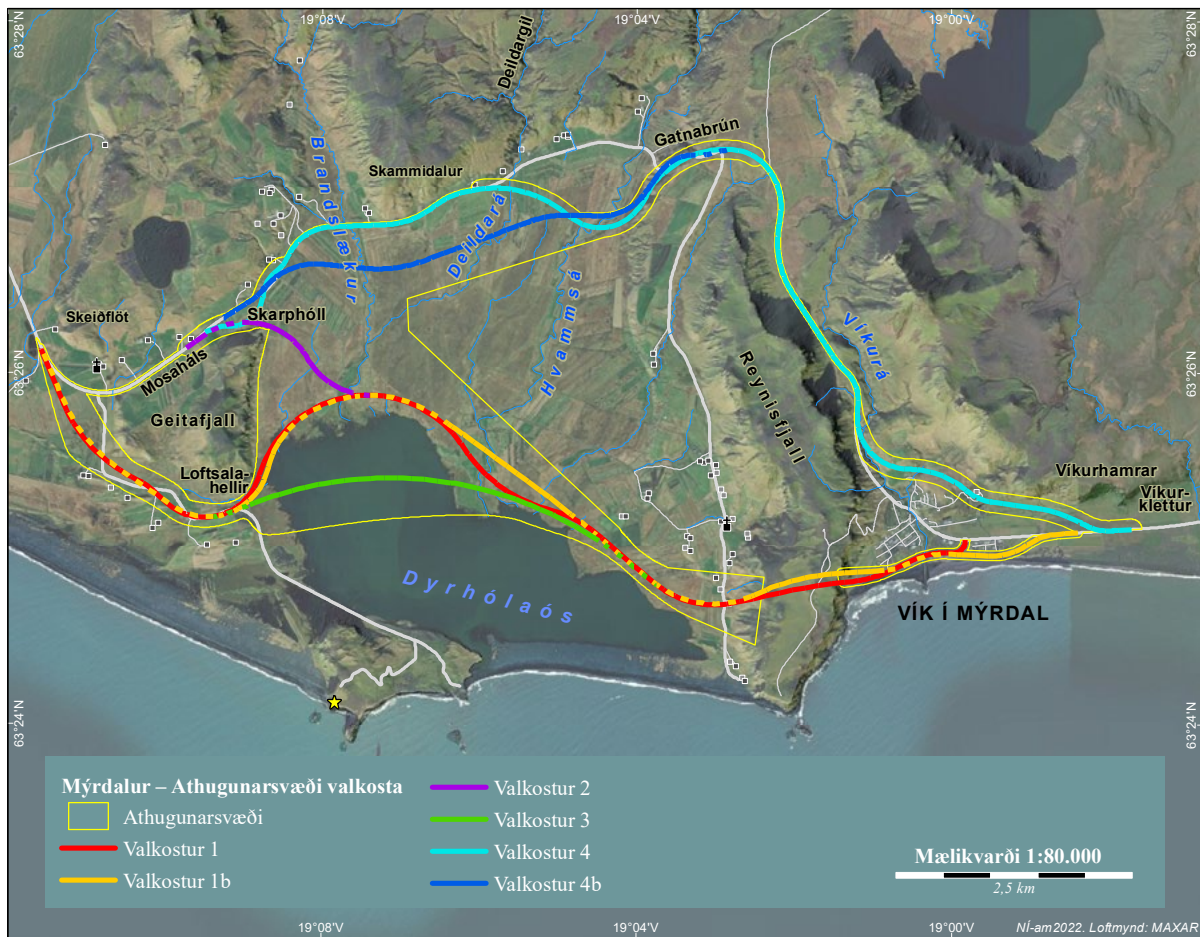 19°08'V
19°04'V
19°00'V
63°28'N
63°28'N
Deildargil
Gatnabrún
Brandslækur
Skammidalur
Deildará
Hvammsá
Skarphóll
Skeiðflöt
Mosaháls
Víkurá
63°26'N
63°26'N
Reynisfjall
Geitafjall
Loftsala-
hellir
Víkurhamrar
Víkur-
klettur
Dyrhólaós
VÍK Í MÝRDAL
63°24'N
63°24'N
Mýrdalur – Athugunarsvæði valkosta
Athugunarsvæði
Valkostur 1
Valkostur 1b
Valkostur 2
Valkostur 3
Valkostur 4
Valkostur 4b
Mælikvarði 1:80.000
2,5 km
19°08'V
19°04'V
19°00'V
NÍ-am2022. Loftmynd: MAXAR